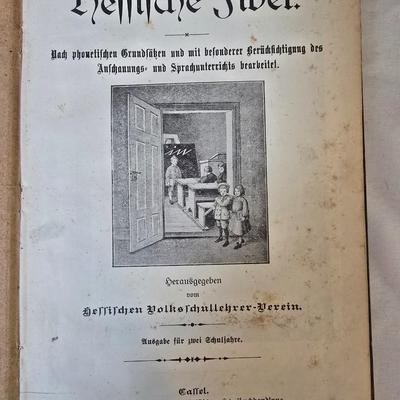 Hessische Fibel.
Nach phonetischen Grundsätzen und mit besonderer Berücksichtigung des
Anschauungs- und Sprachunterrichts bearbeitet.
in
Herausgegeben
vom
Hessischen Volksschullehrer-Verein.
Ausgabe für zwei Schuljahre.
Cassel.